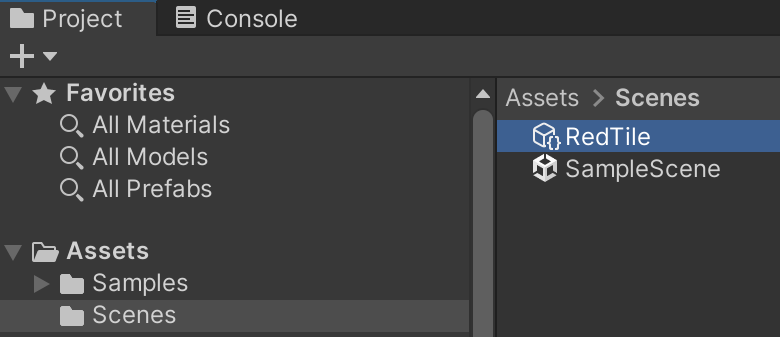 Project
Console
Favorites
All Materials
All Models
All Prefabs
Assets
Samples
Scenes
Assets > Scenes
RedTile
SampleScene